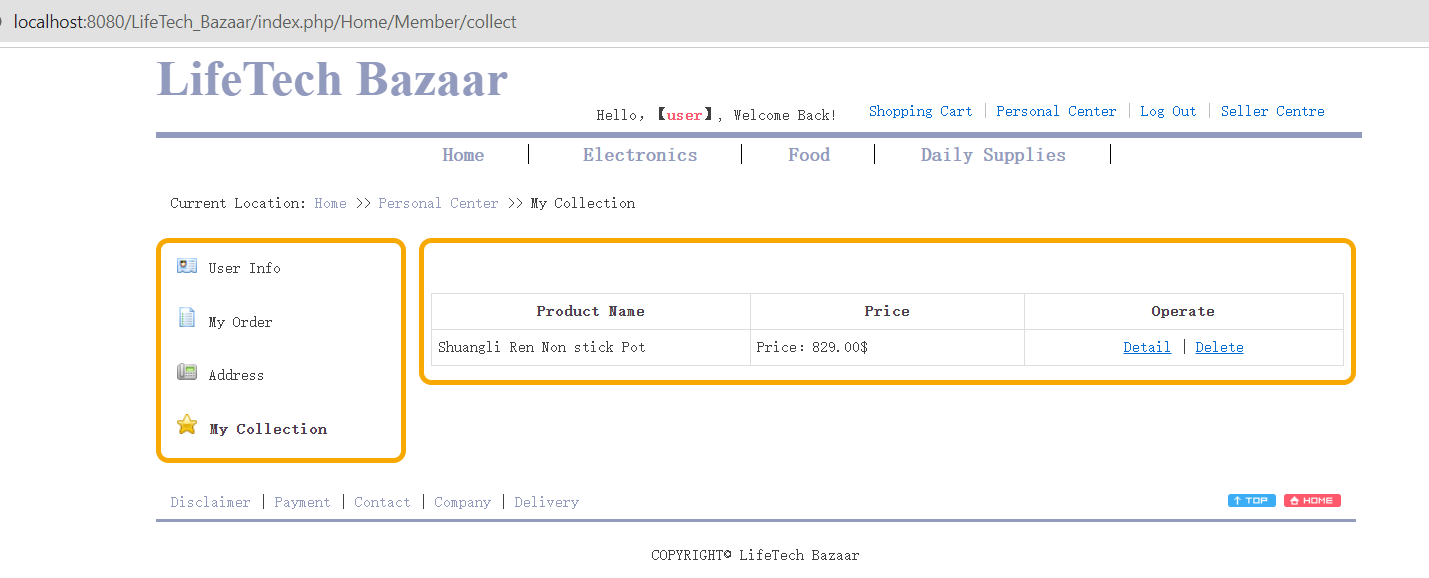 localhost:8080/LifeTech_Bazaar/index.php/Home/Member/collect
LifeTech Bazaar
Hello,【user】, Welcome Back! Shopping Cart | Personal Center | Log Out | Seller Centre
Home | Electronics | Food | Daily Supplies |
Current Location: Home >> Personal Center >> My Collection
User Info
My Order
Address
My Collection
Product Name Price Operate
Shuangli Ren Non stick Pot Price: 829.00$ Detail | Delete
Disclaimer | Payment | Contact | Company | Delivery
TOP HOME
COPYRIGHT© LifeTech Bazaar